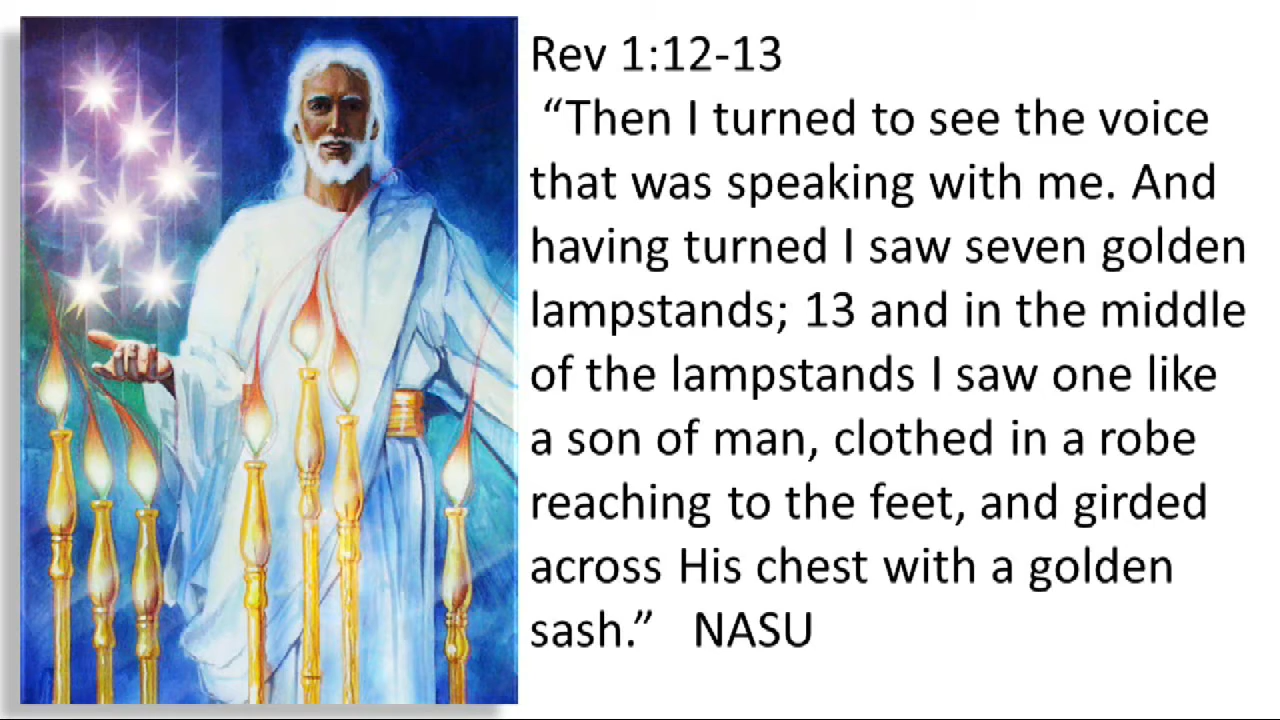 Rev 1:12-13
“Then I turned to see the voice
that was speaking with me. And
having turned I saw seven golden
lampstands; 13 and in the middle
of the lampstands I saw one like
a son of man, clothed in a robe
reaching to the feet, and girded
across His chest with a golden
sash.”   NASU